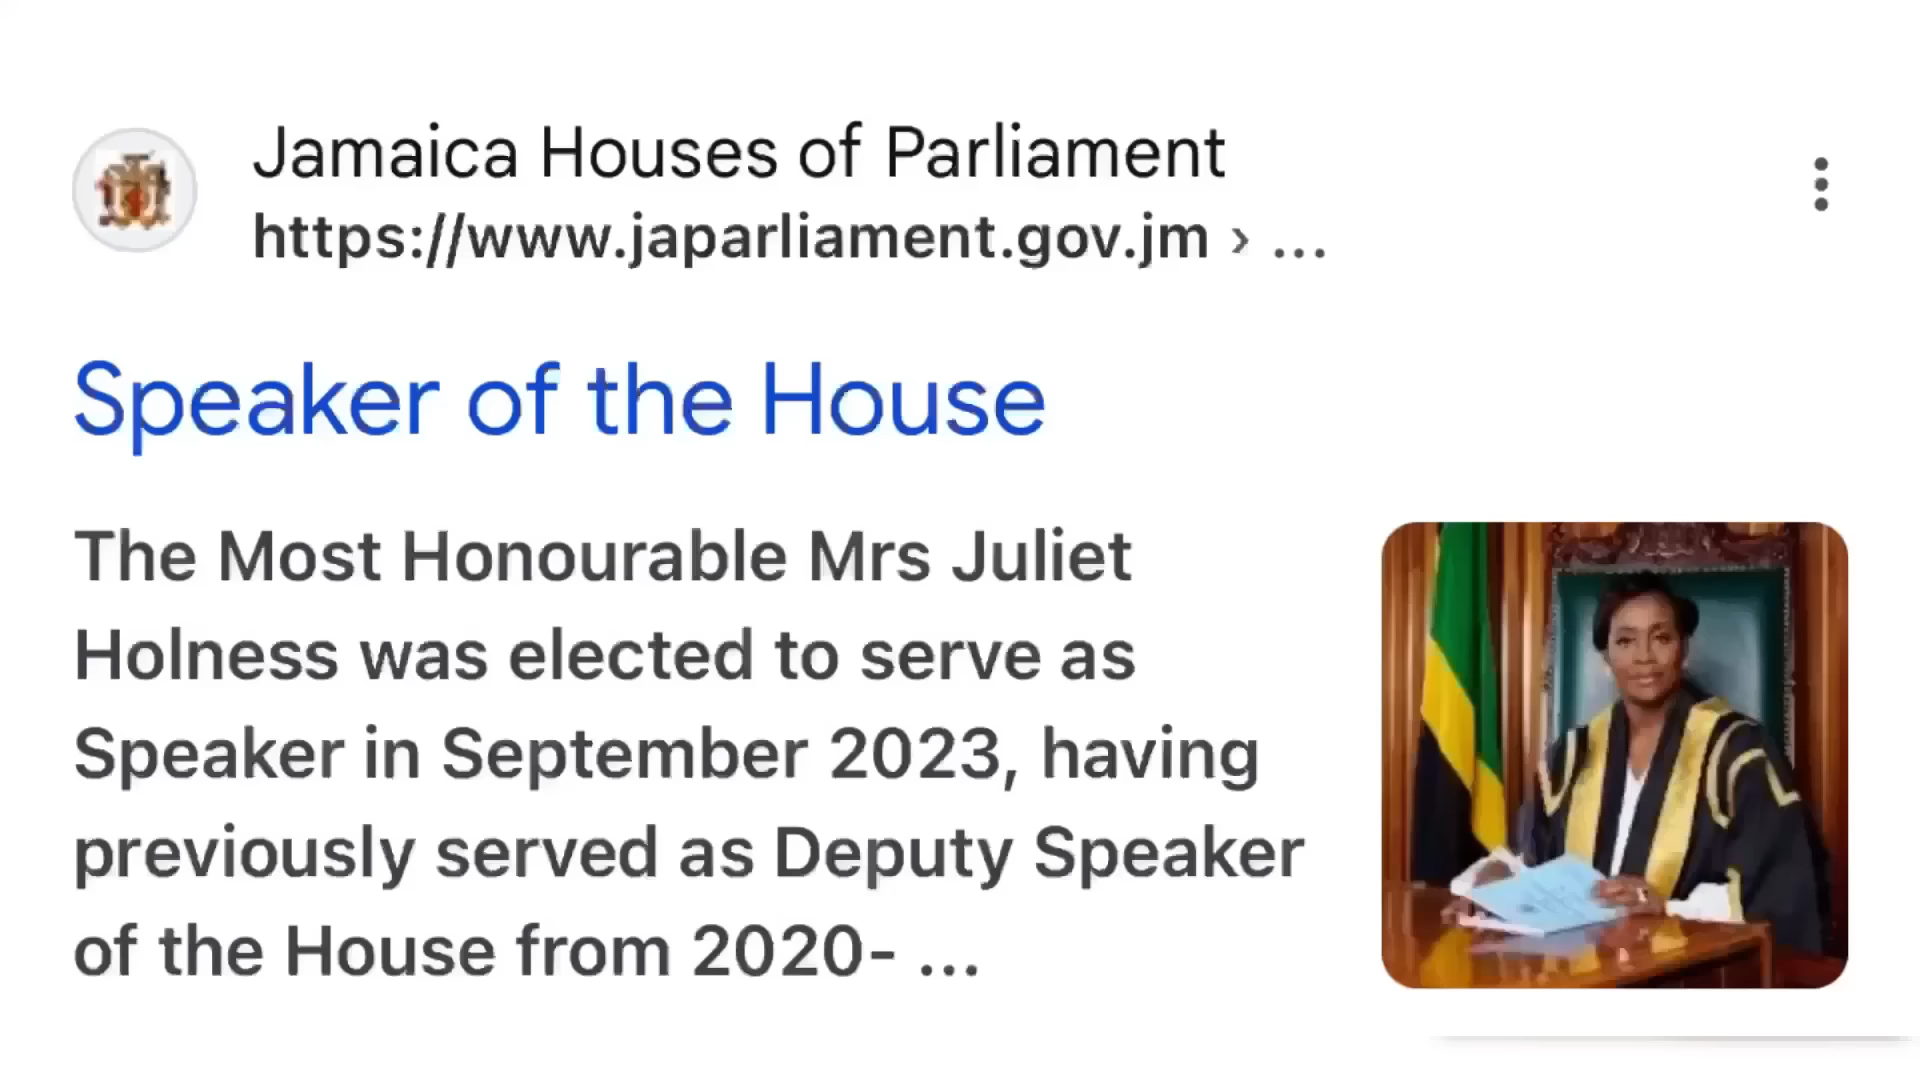 Jamaica Houses of Parliament
https://www.japarliament.gov.jm › ...
Speaker of the House
The Most Honourable Mrs Juliet
Holness was elected to serve as
Speaker in September 2023, having
previously served as Deputy Speaker
of the House from 2020- ...